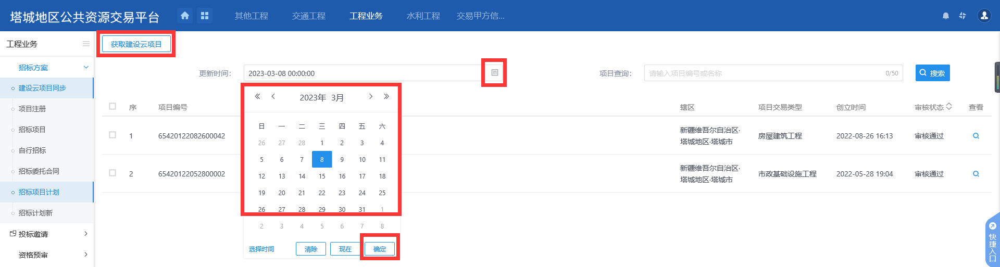 塔城地区公共资源交易平台
其他工程 交通工程 工程业务 水利工程 交易甲方信...
工程业务
招标方案
建设云项目同步
项目注册
招标项目
自行招标
招标委托合同
招标项目计划
招标计划新
投标邀请
资格预审
获取建设云项目
更新时间: 2023-03-08 00:00:00
项目查询: 请输入项目编号或名称 0/50 搜索
序 项目编号 辖区 项目交易类型 创立时间 审核状态 查看
1 65420122082600042 新疆维吾尔自治区· 房屋建筑工程 2022-08-26 16:13 审核通过
塔城地区·塔城市
2 65420122052800002 新疆维吾尔自治区· 市政基础设施工程 2022-05-28 19:04 审核通过
塔城地区·塔城市
2023年 3月
日 一 二 三 四 五 六
26 27 28 1 2 3 4
5 6 7 8 9 10 11
12 13 14 15 16 17 18
19 20 21 22 23 24 25
26 27 28 29 30 31 1
2 3 4 5 6 7 8
选择时间 清除 现在 确定
快捷入口